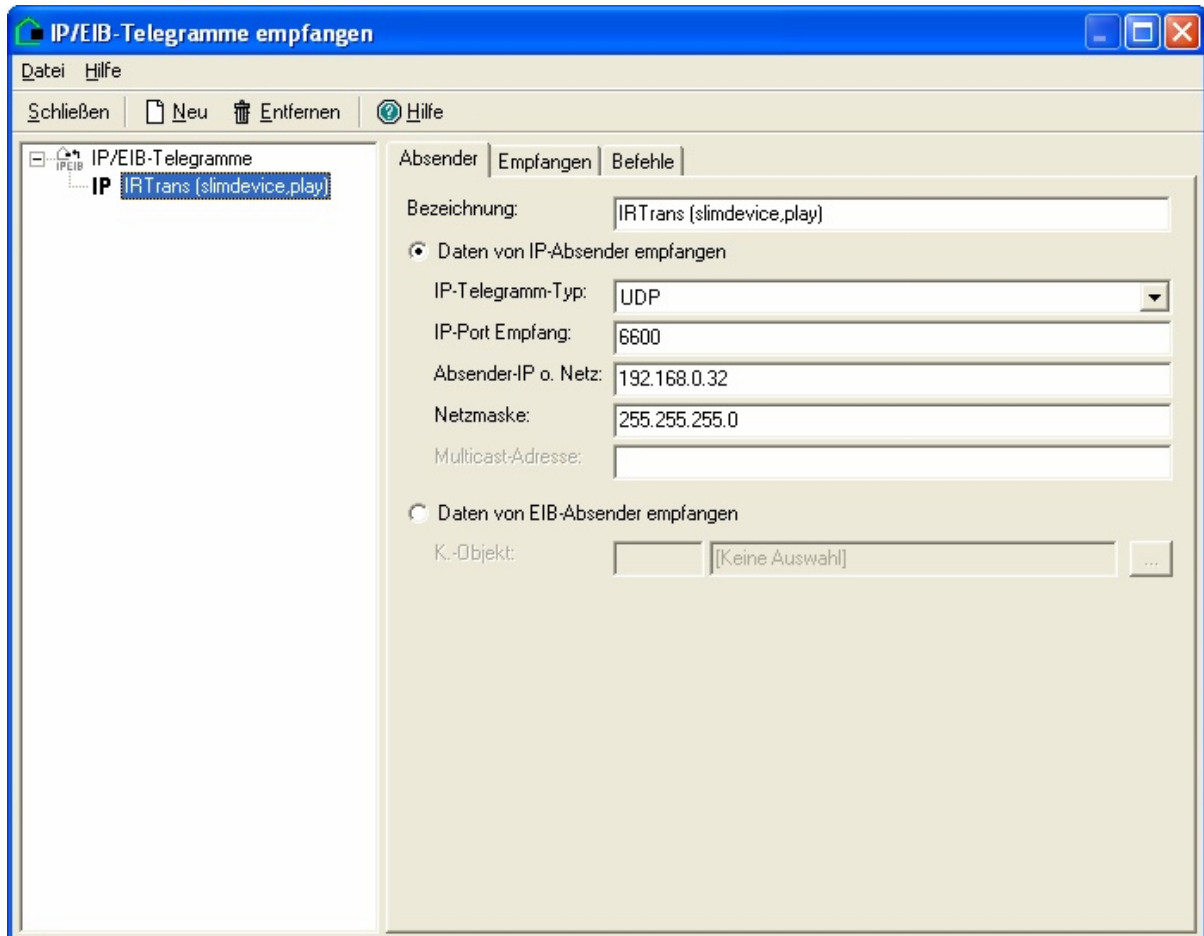 IP/EIB-Telegramme empfangen
Datei Hilfe
Schließen Neu Entfernen Hilfe
IP/EIB-Telegramme
IP IRTrans (slimdevice,play)
Absender Empfangen Befehle
Bezeichnung: IRTrans (slimdevice,play)
Daten von IP-Absender empfangen
IP-Telegramm-Typ: UDP
IP-Port Empfang: 6600
Absender-IP o. Netz: 192.168.0.32
Netzmaske: 255.255.255.0
Multicast-Adresse:
Daten von EIB-Absender empfangen
K.-Objekt: [Keine Auswahl] ...